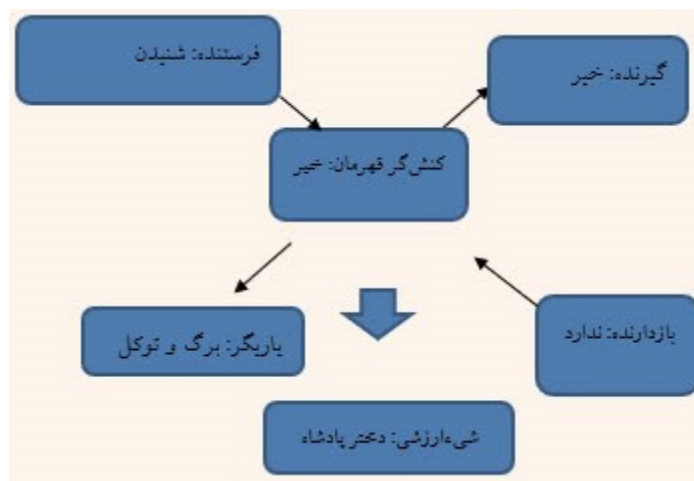 گیرنده: خیر
فرستنده: شنیدن
کنش‌گر قهرمان: خیر
بازدارنده: ندارد
یاریگر: برگ و توکل
شیءارزشی: دختر پادشاه